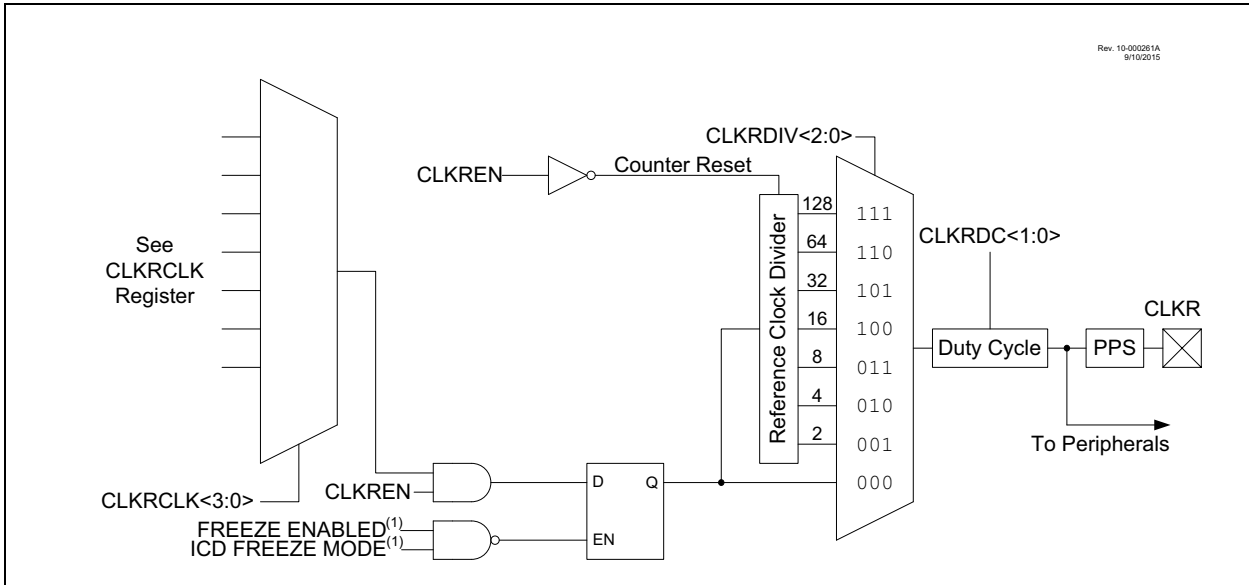 Rev. 10-000261A
9/10/2015
CLKRDIV<2:0>
Counter Reset
CLKREN
128
64
32
16
8
4
2
Reference Clock Divider
111
110
101
100
011
010
001
000
CLKRDC<1:0>
See
CLKRCLK
Register
CLKR
Duty Cycle
PPS
To Peripherals
CLKRCLK<3:0>
CLKREN
D
Q
EN
FREEZE ENABLED(1)
ICD FREEZE MODE(1)